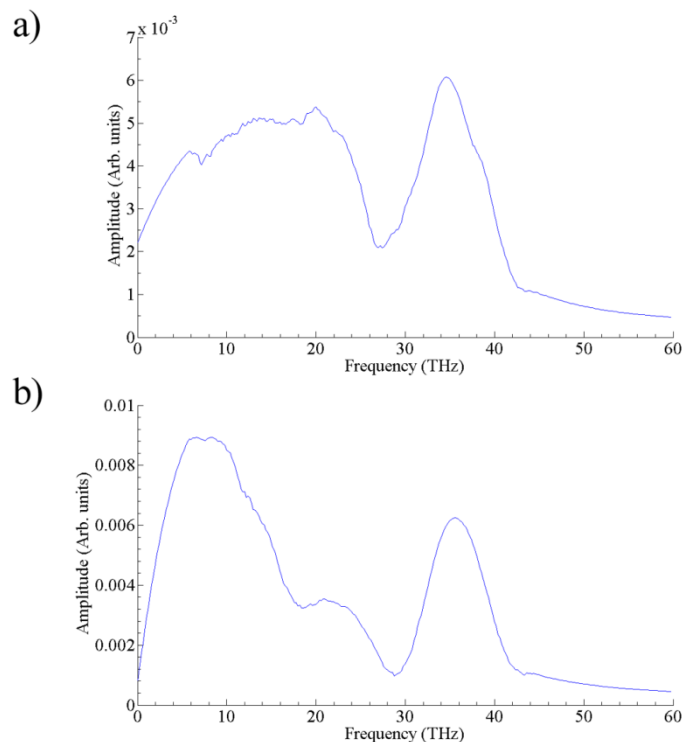 a)
x 10^-3
7
6
5
4
3
2
1
0
Amplitude (Arb. units)
0 10 20 30 40 50 60
Frequency (THz)
b)
0.01
0.008
0.006
0.004
0.002
0
Amplitude (Arb. units)
0 10 20 30 40 50 60
Frequency (THz)